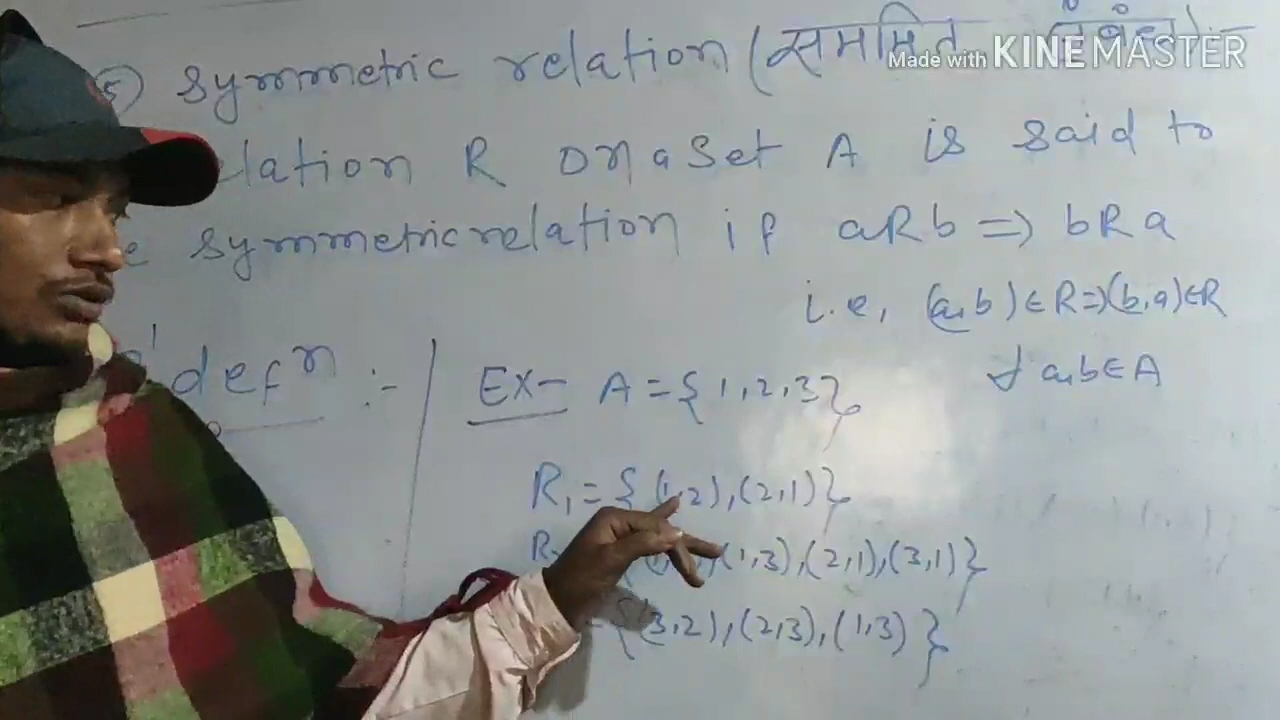 symmetric relation (सममित संबंध) :-
Made with KINEMASTER
lation R on a set A is said to
e symmetric relation if aRb => bRa
i.e, (a,b) ∈ R => (b,a) ∈ R
∀ a,b ∈ A
defⁿ :-
Ex- A = {1,2,3}
R₁ = {(1,2),(2,1)}
R (1,3),(2,1),(3,1)}
= {(3,2),(2,3),(1,3)}